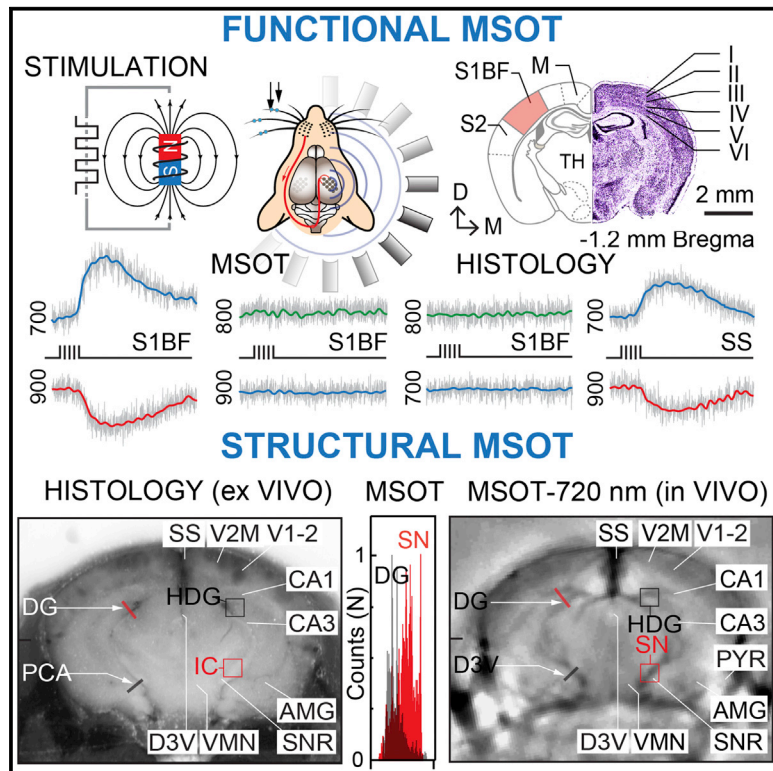 FUNCTIONAL MSOT
STIMULATION
N
S
S1BF
M
S2
TH
I
II
III
IV
V
VI
D
M
2 mm
-1.2 mm Bregma
MSOT
HISTOLOGY
700
S1BF
900
800
S1BF
900
800
S1BF
700
700
SS
900
STRUCTURAL MSOT
HISTOLOGY (ex VIVO)
SS
V2M
V1-2
CA1
CA3
DG
HDG
PCA
IC
AMG
SNR
D3V
VMN
MSOT
1
SN
DG
Counts (N)
0
MSOT-720 nm (in VIVO)
SS
V2M
V1-2
CA1
CA3
DG
HDG
SN
PYR
D3V
AMG
SNR
D3V
VMN